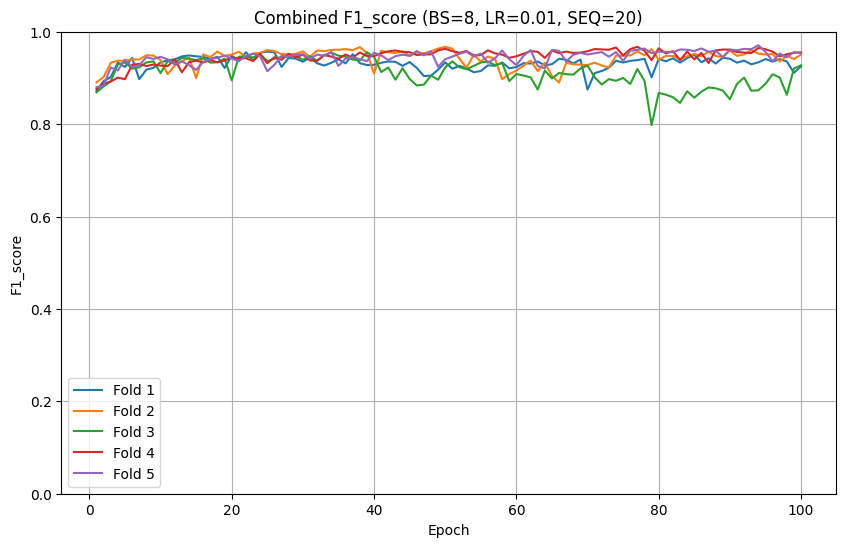 Combined F1_score (BS=8, LR=0.01, SEQ=20)
F1_score
1.0
0.8
0.6
0.4
0.2
0.0
Fold 1
Fold 2
Fold 3
Fold 4
Fold 5
0 20 40 60 80 100
Epoch